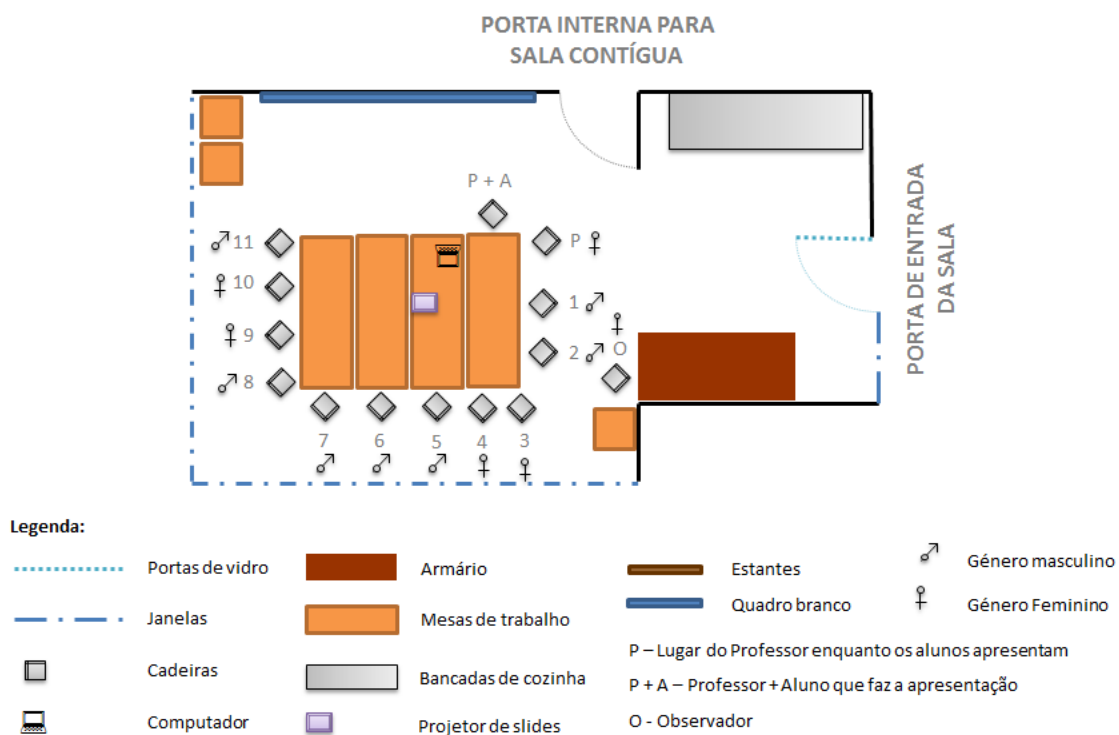 PORTA INTERNA PARA
SALA CONTÍGUA
P + A
11
P
10
1
9
2
O
8
7
6
5
4
3
PORTA DE ENTRADA
DA SALA
Legenda:
Portas de vidro
Armário
Estantes
Género masculino
Janelas
Mesas de trabalho
Quadro branco
Género Feminino
Cadeiras
Bancadas de cozinha
P – Lugar do Professor enquanto os alunos apresentam
P + A – Professor + Aluno que faz a apresentação
Computador
Projetor de slides
O - Observador